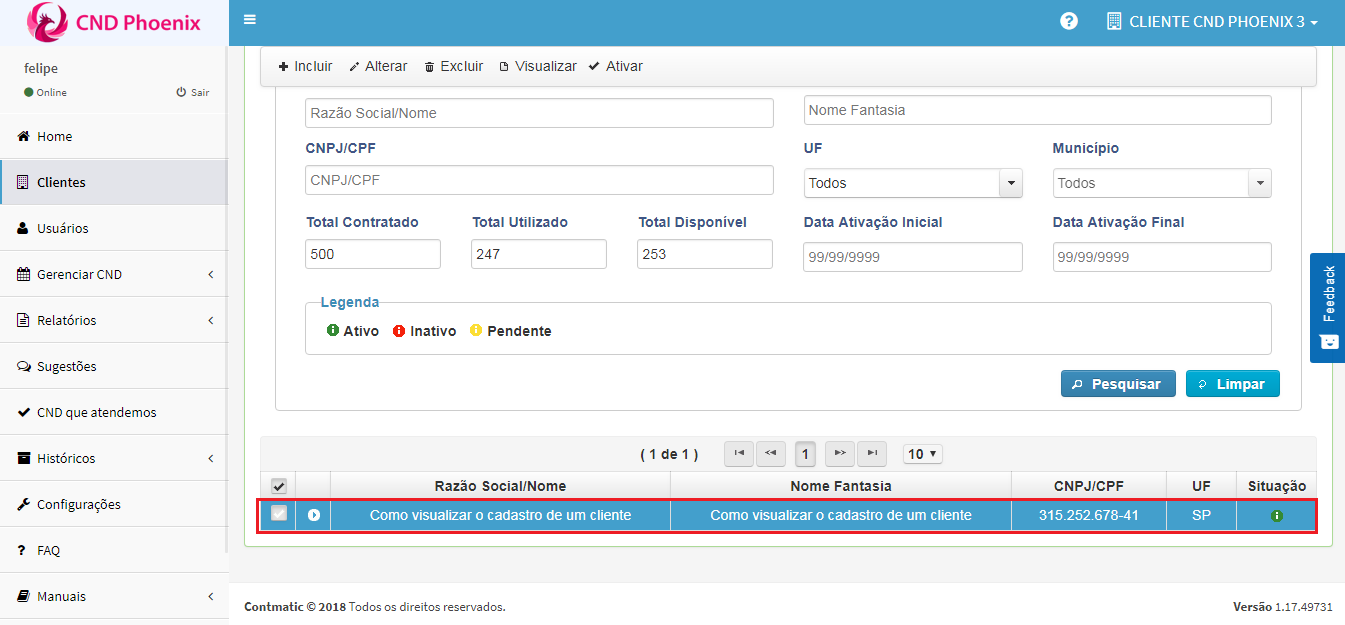 CND Phoenix
CLIENTE CND PHOENIX 3
felipe
Online Sair
Home
Clientes
Usuários
Gerenciar CND
Relatórios
Sugestões
CND que atendemos
Históricos
Configurações
FAQ
Manuais
Incluir Alterar Excluir Visualizar Ativar
Razão Social/Nome Nome Fantasia
CNPJ/CPF UF Município
CNPJ/CPF Todos Todos
Total Contratado Total Utilizado Total Disponível Data Ativação Inicial Data Ativação Final
500 247 253 99/99/9999 99/99/9999
Legenda
Ativo Inativo Pendente
Pesquisar Limpar
Feedback
( 1 de 1 ) 1 10
Razão Social/Nome Nome Fantasia CNPJ/CPF UF Situação
Como visualizar o cadastro de um cliente Como visualizar o cadastro de um cliente 315.252.678-41 SP
Contmatic © 2018 Todos os direitos reservados. Versão 1.17.49731